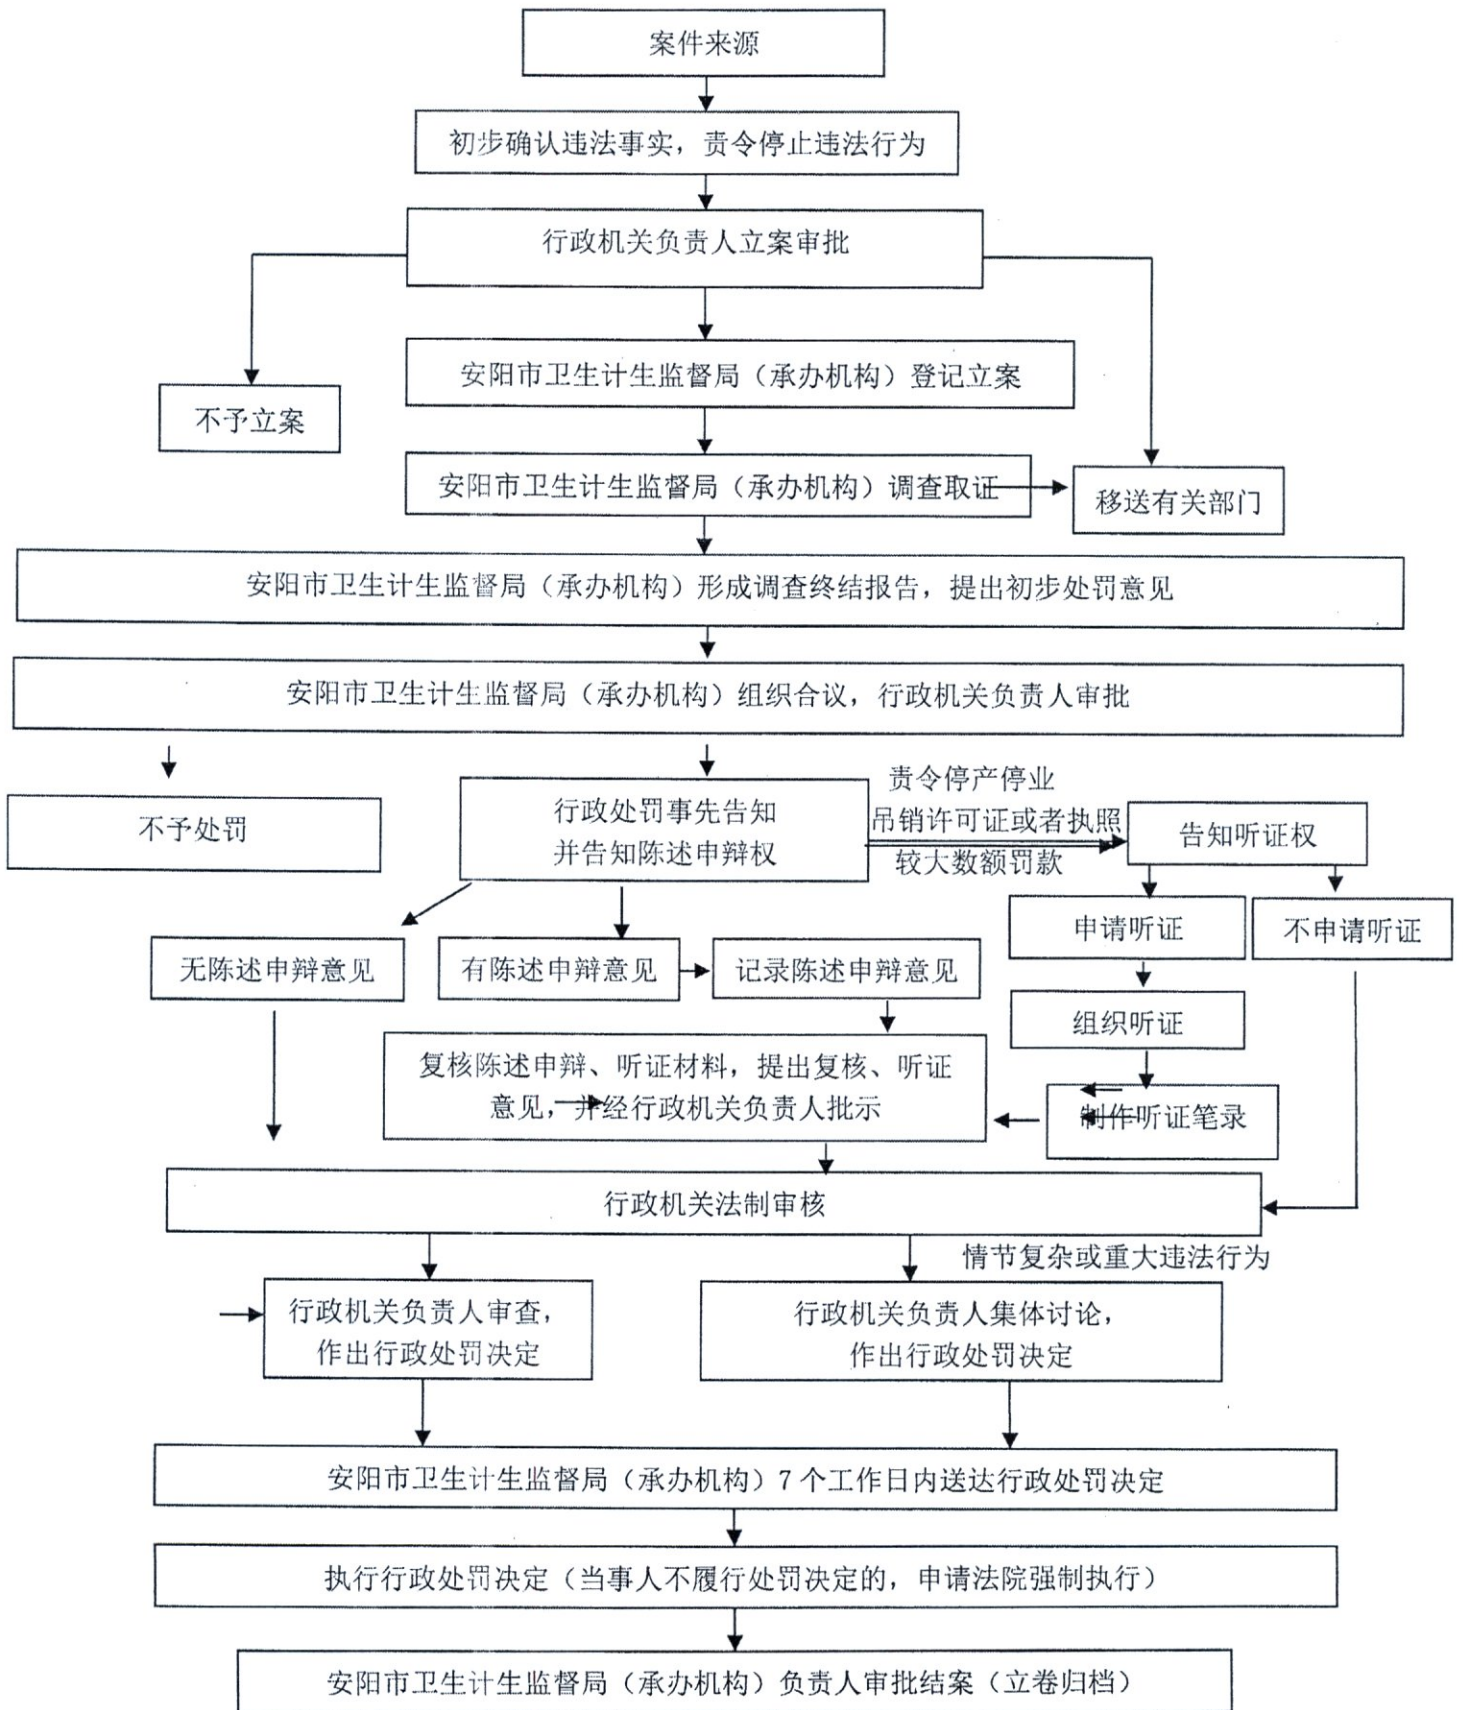 案件来源
初步确认违法事实，责令停止违法行为
行政机关负责人立案审批
安阳市卫生计生监督局（承办机构）登记立案
不予立案
安阳市卫生计生监督局（承办机构）调查取证
移送有关部门
安阳市卫生计生监督局（承办机构）形成调查终结报告，提出初步处罚意见
安阳市卫生计生监督局（承办机构）组织合议，行政机关负责人审批
不予处罚
行政处罚事先告知
并告知陈述申辩权
责令停产停业
吊销许可证或者执照
较大数额罚款
告知听证权
申请听证
不申请听证
无陈述申辩意见
有陈述申辩意见
记录陈述申辩意见
组织听证
复核陈述申辩、听证材料，提出复核、听证
意见，并经行政机关负责人批示
制作听证笔录
行政机关法制审核
情节复杂或重大违法行为
行政机关负责人审查，
作出行政处罚决定
行政机关负责人集体讨论，
作出行政处罚决定
安阳市卫生计生监督局（承办机构）7个工作日内送达行政处罚决定
执行行政处罚决定（当事人不履行处罚决定的，申请法院强制执行）
安阳市卫生计生监督局（承办机构）负责人审批结案（立卷归档）